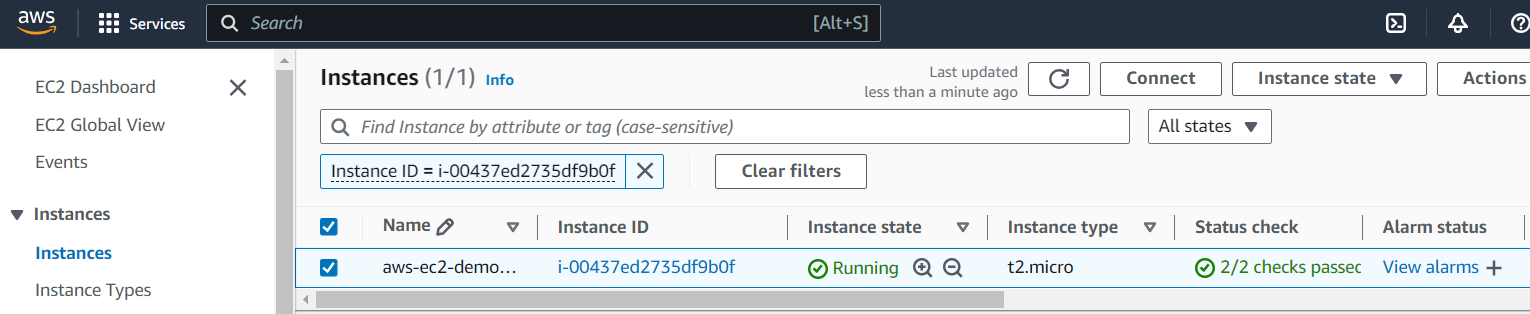 aws Services Search [Alt+S]
EC2 Dashboard
EC2 Global View
Events
Instances
Instances
Instance Types
Instances (1/1) Info
Last updated
less than a minute ago
Connect Instance state Actions
Find Instance by attribute or tag (case-sensitive) All states
Instance ID = i-00437ed2735df9b0f Clear filters
Name Instance ID Instance state Instance type Status check Alarm status
aws-ec2-demo... i-00437ed2735df9b0f Running t2.micro 2/2 checks passec View alarms